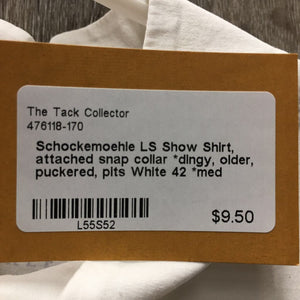 The Tack Collector
476118-170
Schockemoehle LS Show Shirt,
attached snap collar *dingy, older,
puckered, pits White 42 *med
L55S52
$9.50